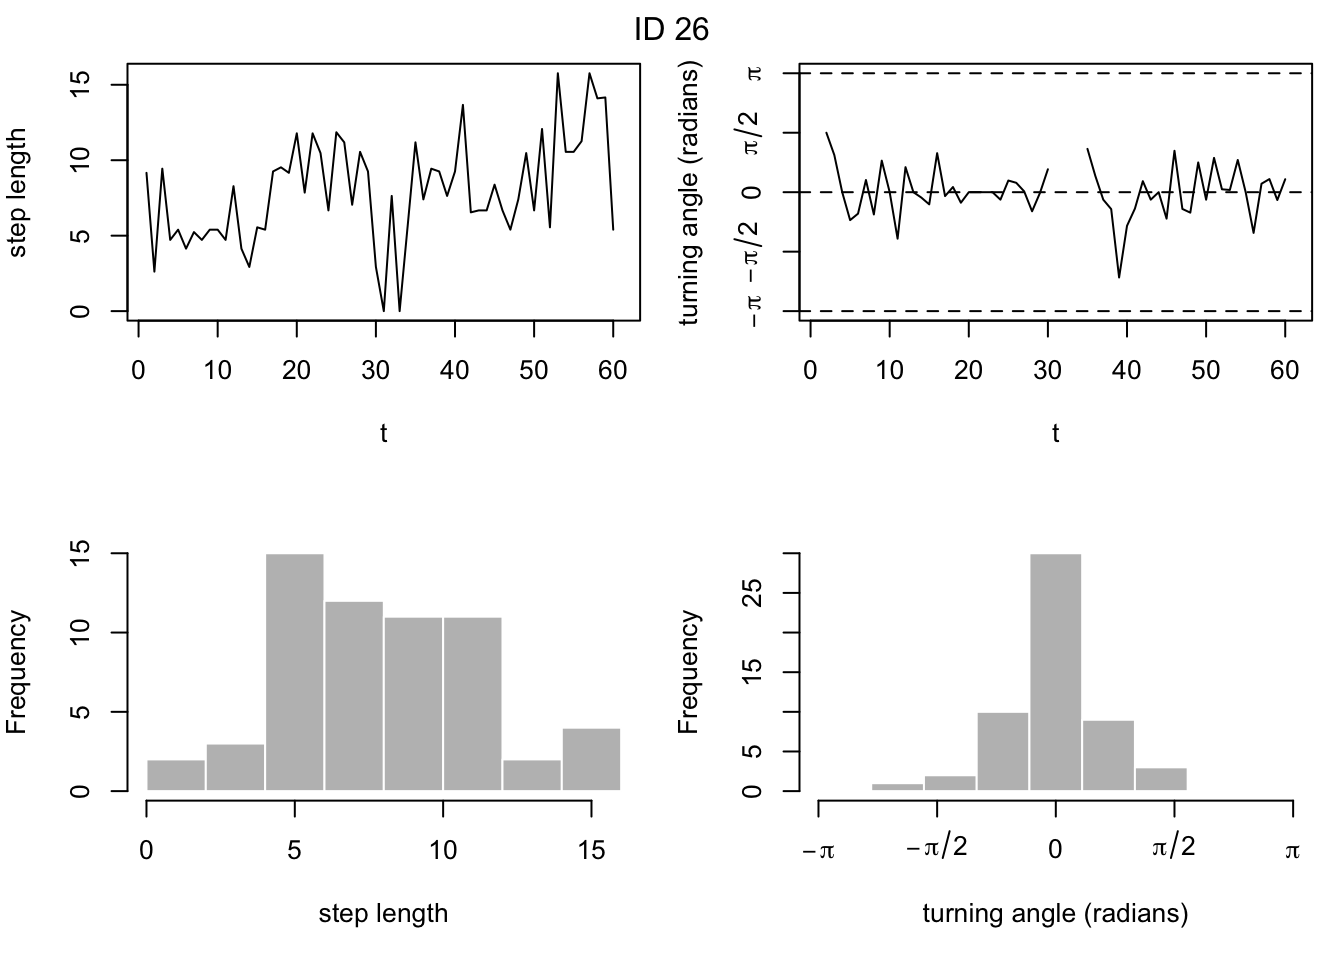 ID 26
step length
15
10
5
0
0 10 20 30 40 50 60
t
turning angle (radians)
π
π/2
0
−π/2
−π
0 10 20 30 40 50 60
t
Frequency
15
10
5
0
0 5 10 15
step length
Frequency
25
15
5
0
−π −π/2 0 π/2 π
turning angle (radians)